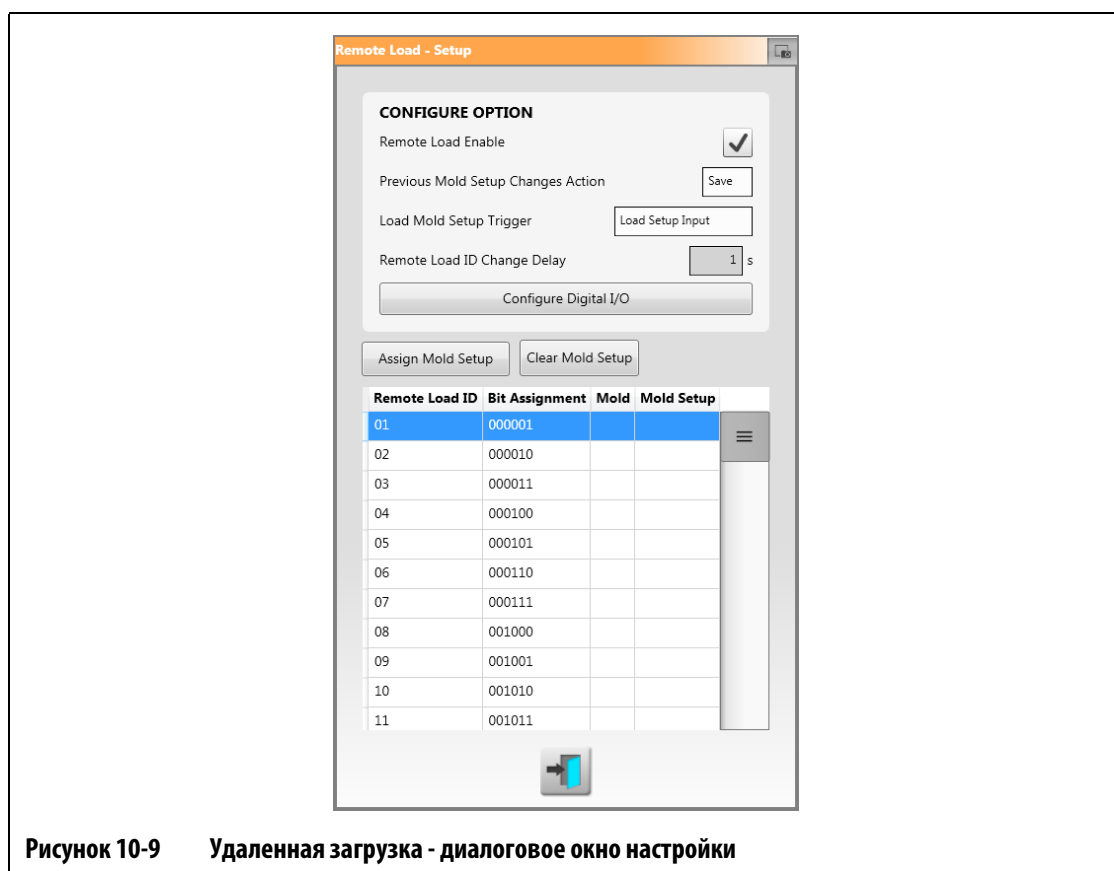 Remote Load - Setup
CONFIGURE OPTION
Remote Load Enable
Previous Mold Setup Changes Action Save
Load Mold Setup Trigger Load Setup Input
Remote Load ID Change Delay 1 s
Configure Digital I/O
Assign Mold Setup Clear Mold Setup
Remote Load ID Bit Assignment Mold Mold Setup
01 000001
02 000010
03 000011
04 000100
05 000101
06 000110
07 000111
08 001000
09 001001
10 001010
11 001011
Рисунок 10-9 Удаленная загрузка - диалоговое окно настройки